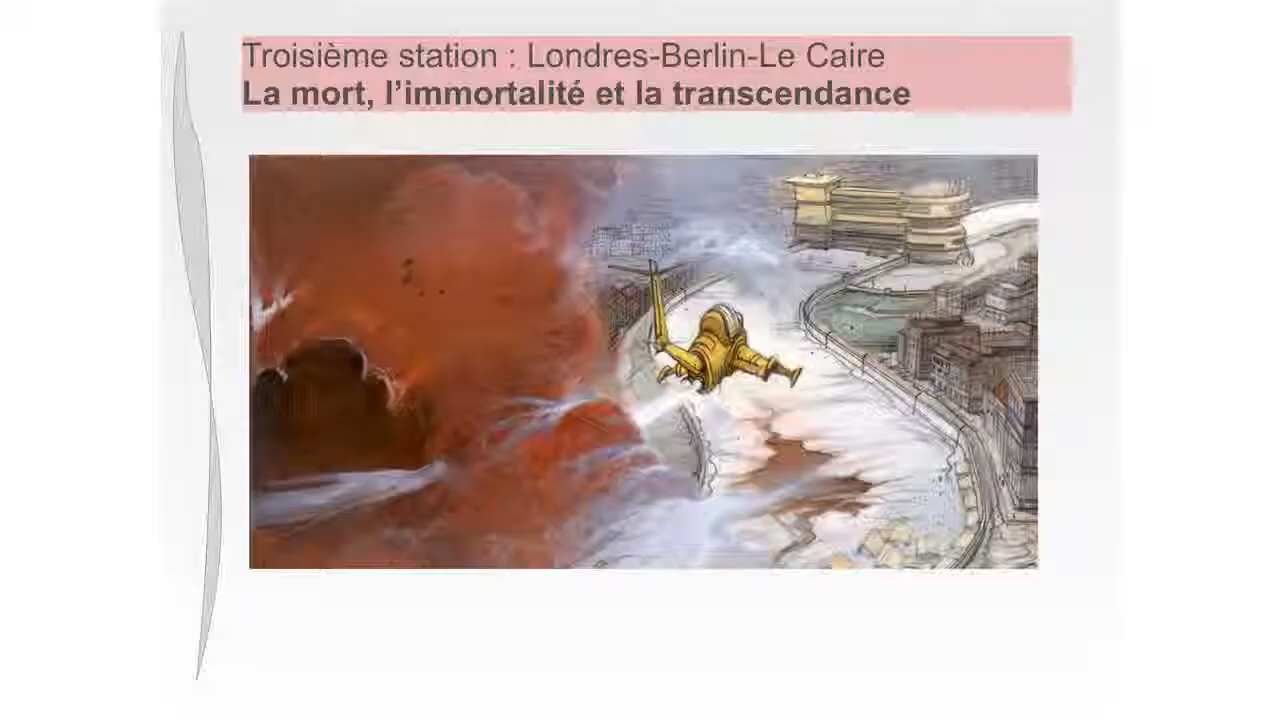 Troisième station : Londres-Berlin-Le Caire
La mort, l’immortalité et la transcendance